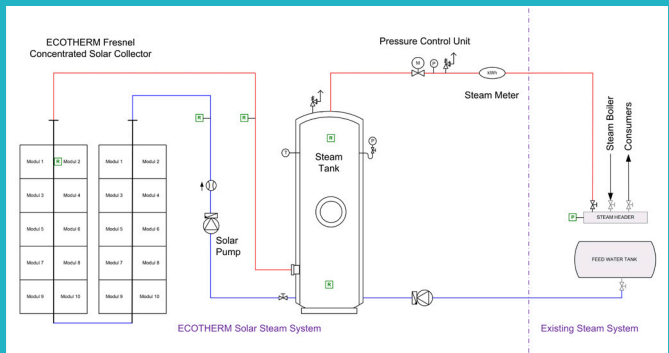 ECOTHERM Fresnel
Concentrated Solar Collector
Pressure Control Unit
M
P
kWh
Steam Meter
Steam Boiler
Consumers
R
R
R
Steam
Tank
T
P
Modul 1
R
Modul 2
Modul 1
Modul 2
Modul 3
Modul 4
Modul 3
Modul 4
Modul 5
Modul 6
Modul 5
Modul 6
Modul 7
Modul 8
Modul 7
Modul 8
Modul 9
Modul 10
Modul 9
Modul 10
Solar
Pump
P
STEAM HEADER
FEED WATER TANK
R
ECOTHERM Solar Steam System
Existing Steam System